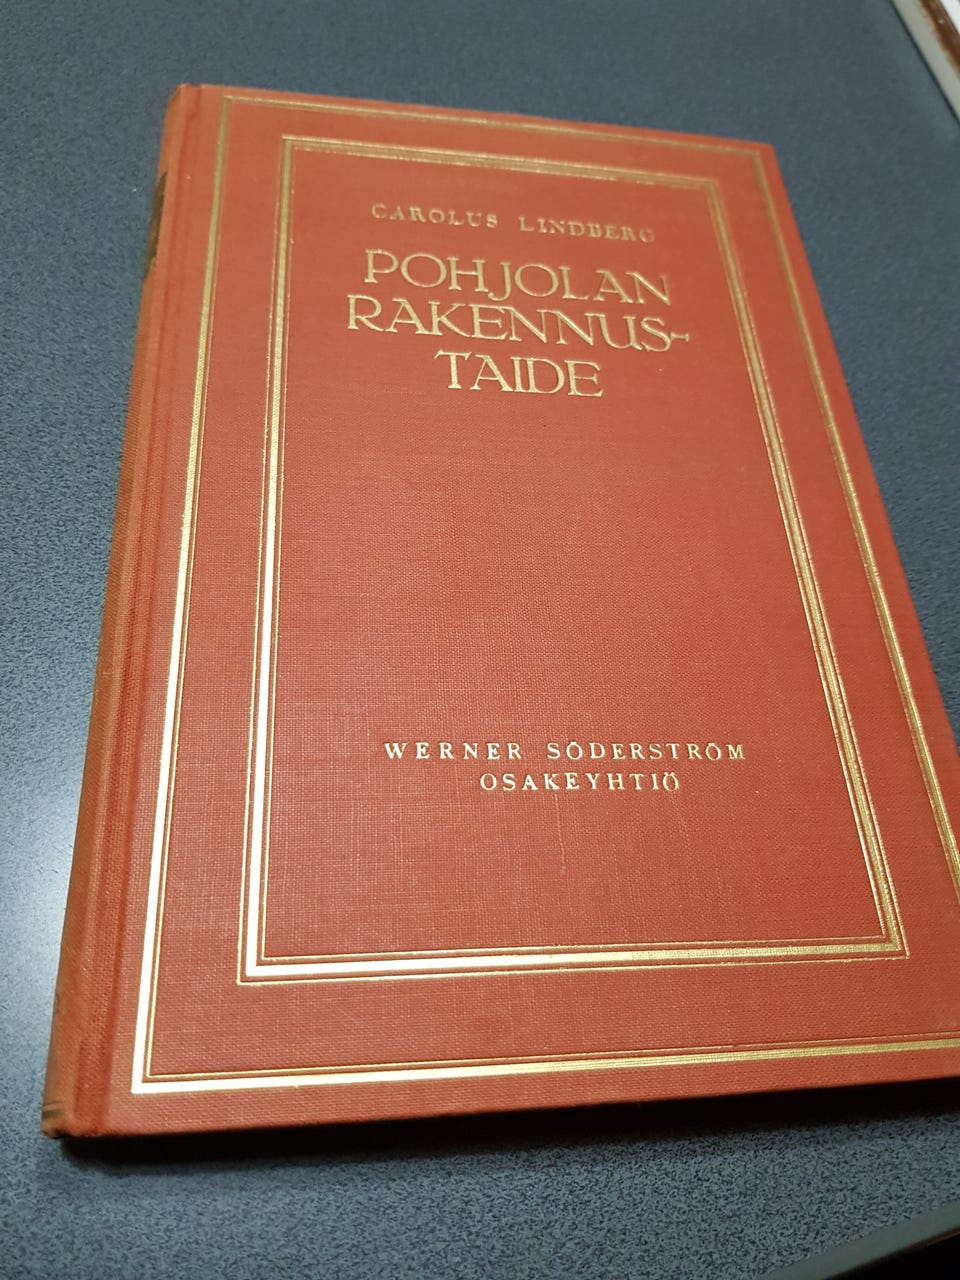 CAROLUS LINDBERG
POHJOLAN
RAKENNUS-
TAIDE
WERNER SÖDERSTRÖM
OSAKEYHTIÖ